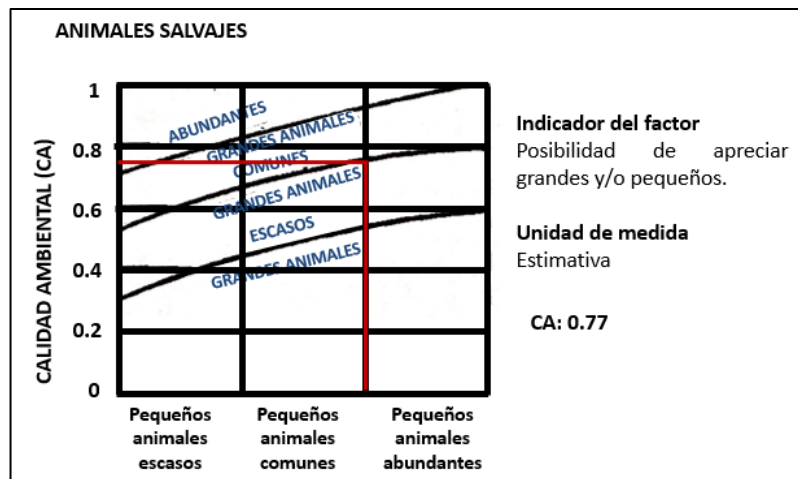 ANIMALES SALVAJES
CALIDAD AMBIENTAL (CA)
1
0.8
0.6
0.4
0.2
0
ABUNDANTES
GRANDES ANIMALES
COMUNES
GRANDES ANIMALES
ESCASOS
GRANDES ANIMALES
Pequeños
animales
escasos
Pequeños
animales
comunes
Pequeños
animales
abundantes
Indicador del factor
Posibilidad de apreciar
grandes y/o pequeños.
Unidad de medida
Estimativa
CA: 0.77